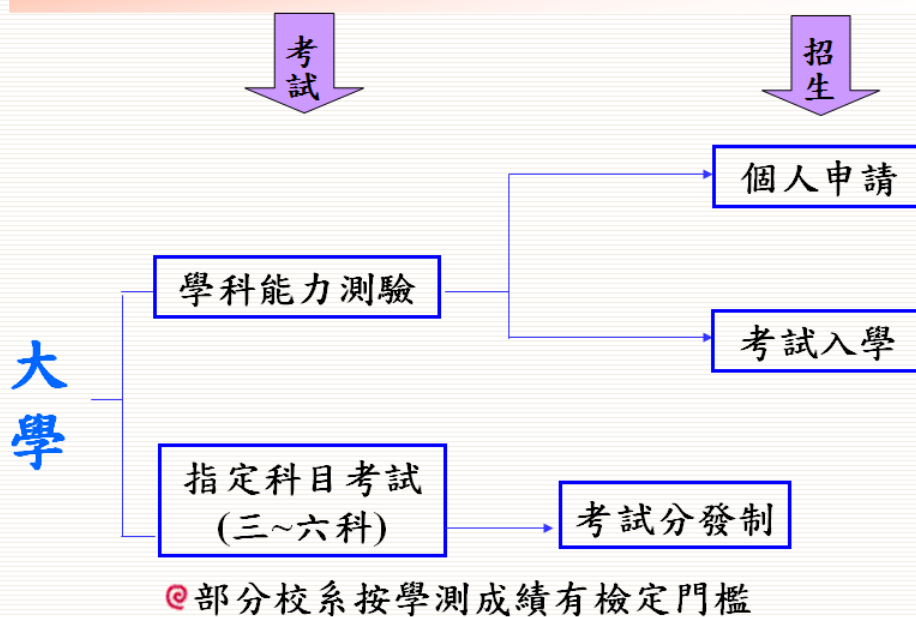 考試
招生
個人申請
學科能力測驗
考試入學
大學
指定科目考試
(三~六科)
考試分發制
部分校系按學測成績有檢定門檻